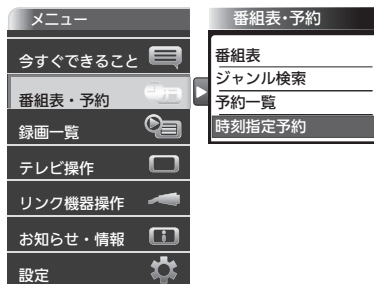 メニュー
今すぐできること
番組表・予約
録画一覧
テレビ操作
リンク機器操作
お知らせ・情報
設定
番組表・予約
番組表
ジャンル検索
予約一覧
時刻指定予約